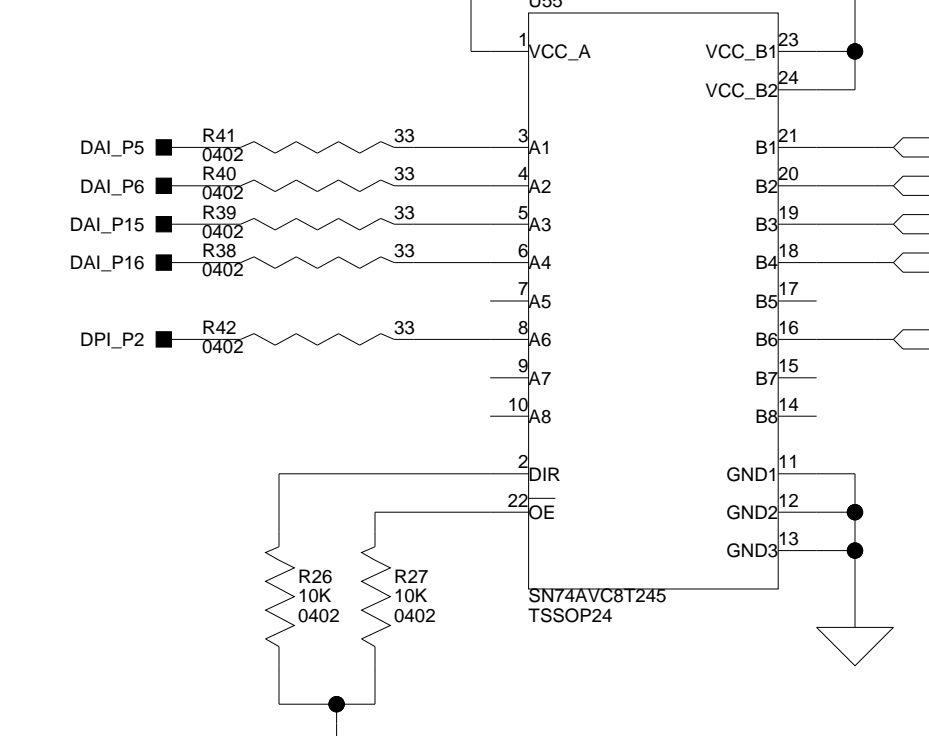 U55
1 VCC_A VCC_B1 23
VCC_B2 24
DAI_P5 R41 0402 33 3 A1 B1 21
DAI_P6 R40 0402 33 4 A2 B2 20
DAI_P15 R39 0402 33 5 A3 B3 19
DAI_P16 R38 0402 33 6 A4 B4 18
7 A5 B5 17
DPI_P2 R42 0402 33 8 A6 B6 16
9 A7 B7 15
10 A8 B8 14
2 DIR GND1 11
22 OE GND2 12
GND3 13
R26 R27
10K 10K
0402 0402
SN74AVC8T245
TSSOP24